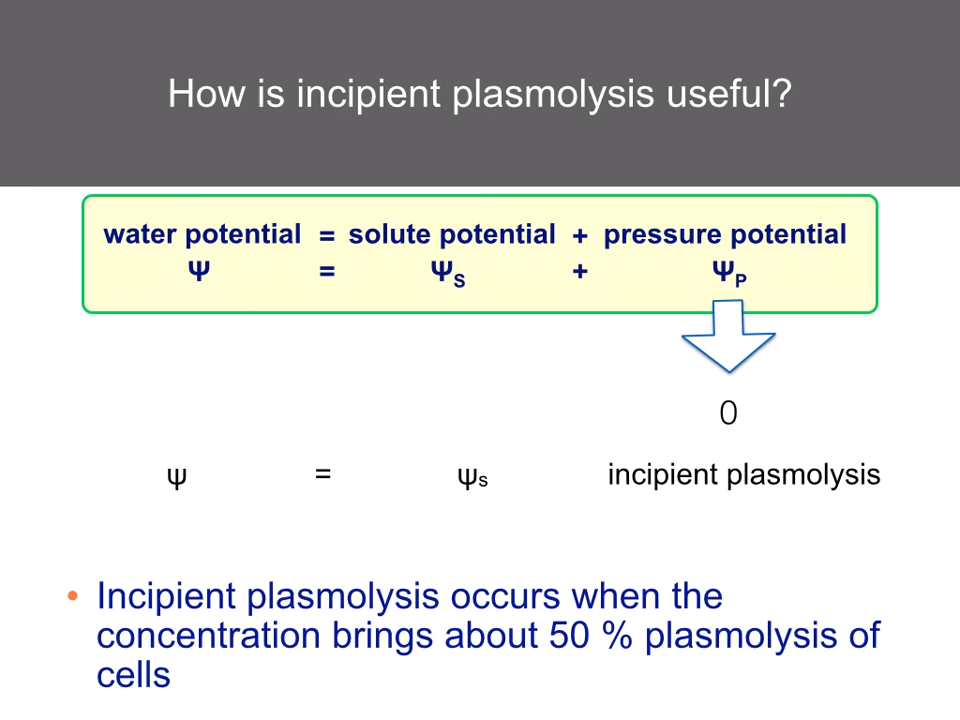 How is incipient plasmolysis useful?
water potential = solute potential + pressure potential
Ψ = ΨS + ΨP
0
ψ = ψs incipient plasmolysis
• Incipient plasmolysis occurs when the
concentration brings about 50 % plasmolysis of
cells